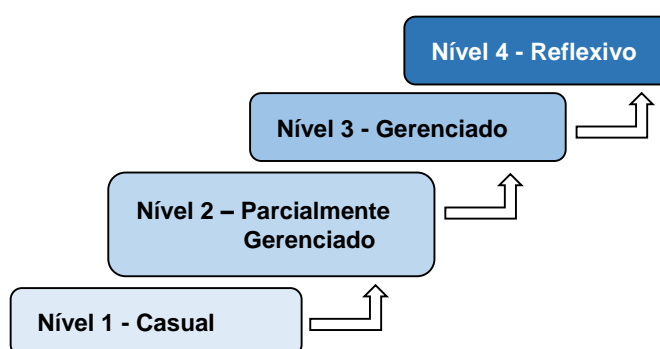 Nível 4 - Reflexivo
Nível 3 - Gerenciado
Nível 2 – Parcialmente
Gerenciado
Nível 1 - Casual